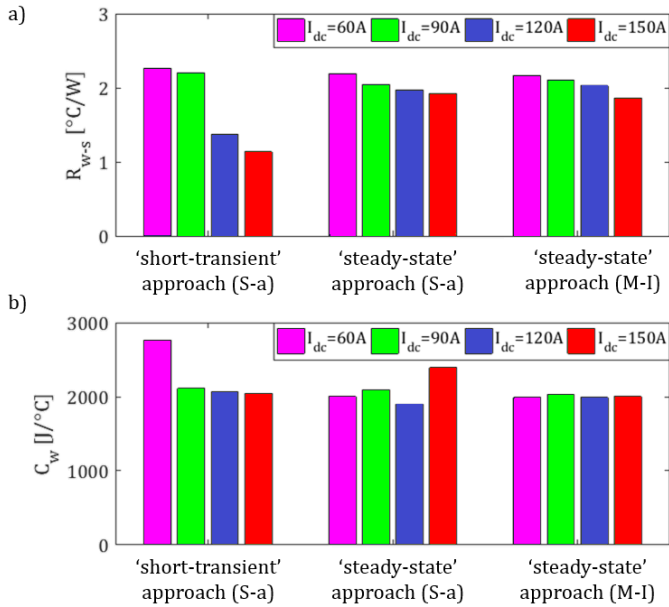 a)
3
2
1
0
R_w-s [°C/W]
I_dc=60A I_dc=90A I_dc=120A I_dc=150A
‘short-transient’ ‘steady-state’ ‘steady-state’
approach (S-a) approach (S-a) approach (M-I)
b)
3000
2000
1000
0
C_w [J/°C]
I_dc=60A I_dc=90A I_dc=120A I_dc=150A
‘short-transient’ ‘steady-state’ ‘steady-state’
approach (S-a) approach (S-a) approach (M-I)